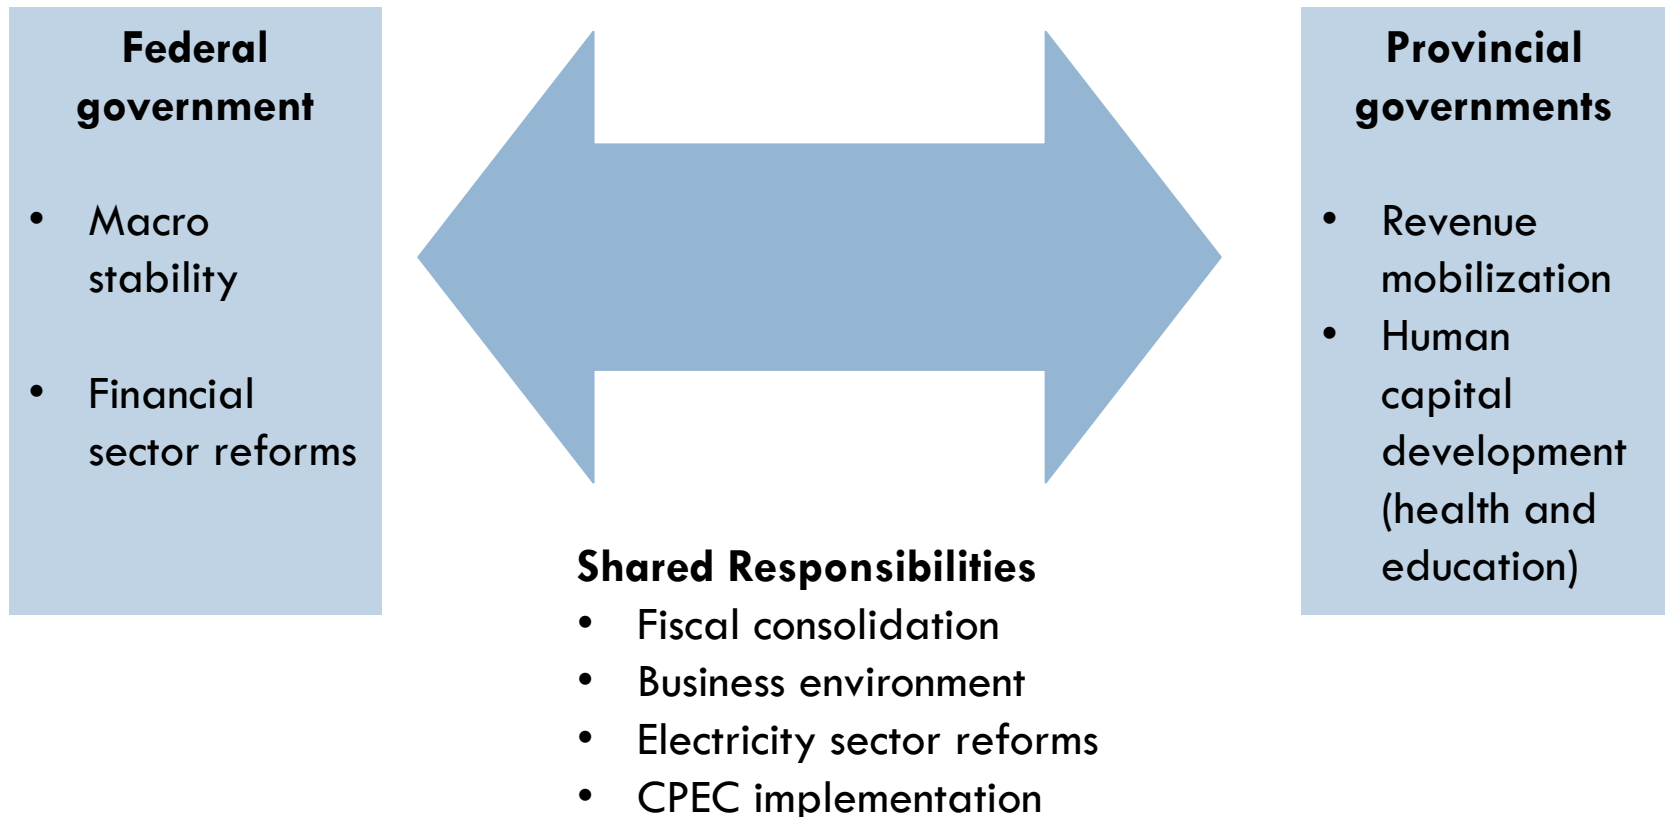 Federal
government
• Macro
stability
• Financial
sector reforms
Shared Responsibilities
• Fiscal consolidation
• Business environment
• Electricity sector reforms
• CPEC implementation
Provincial
governments
• Revenue
mobilization
• Human
capital
development
(health and
education)